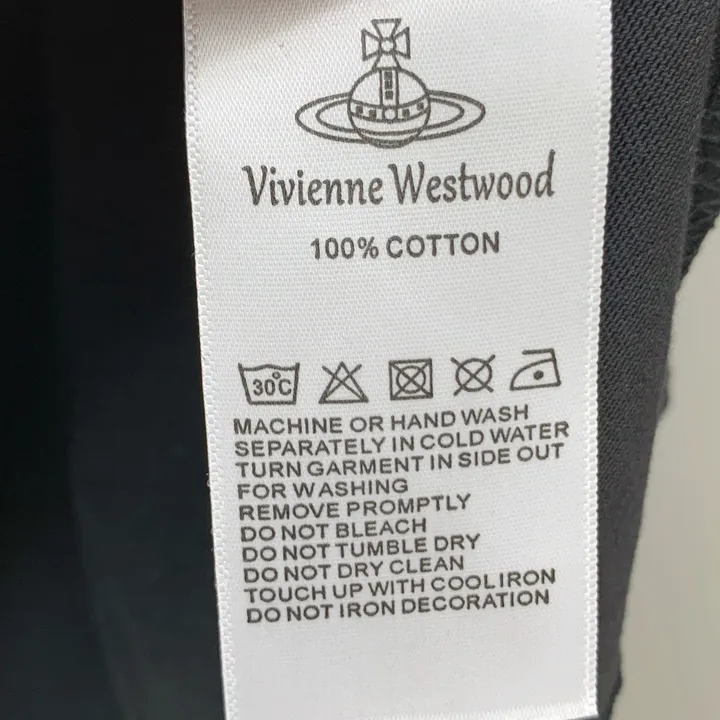 Vivienne Westwood
100% COTTON
30°C
MACHINE OR HAND WASH
SEPARATELY IN COLD WATER
TURN GARMENT IN SIDE OUT
FOR WASHING
REMOVE PROMPTLY
DO NOT BLEACH
DO NOT TUMBLE DRY
DO NOT DRY CLEAN
TOUCH UP WITH COOL IRON
DO NOT IRON DECORATION